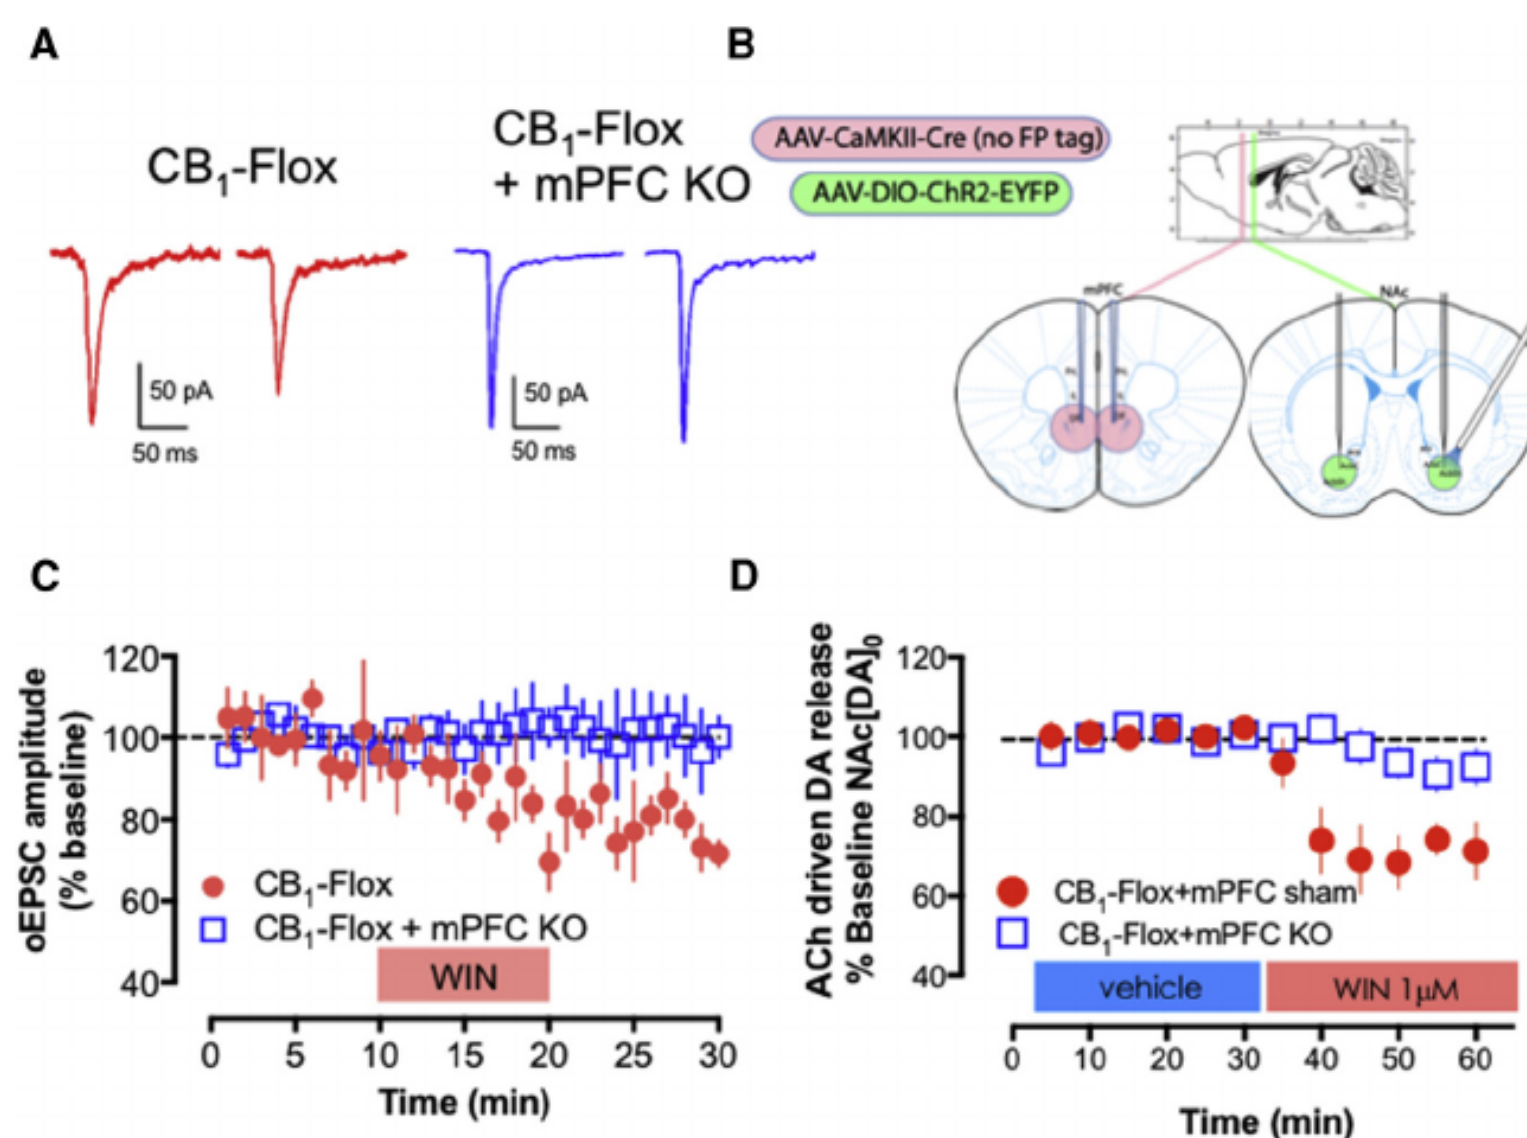 A
B
CB1-Flox
CB1-Flox
+ mPFC KO
AAV-CaMKII-Cre (no FP tag)
AAV-DIO-ChR2-EYFP
50 pA
50 ms
50 pA
50 ms
mPFC
NAc
C
D
oEPSC amplitude
(% baseline)
120
100
80
60
40
CB1-Flox
CB1-Flox + mPFC KO
WIN
0 5 10 15 20 25 30
Time (min)
ACh driven DA release
% Baseline NAc[DA]0
120
100
80
60
40
CB1-Flox+mPFC sham
CB1-Flox+mPFC KO
vehicle
WIN 1µM
0 10 20 30 40 50 60
Time (min)